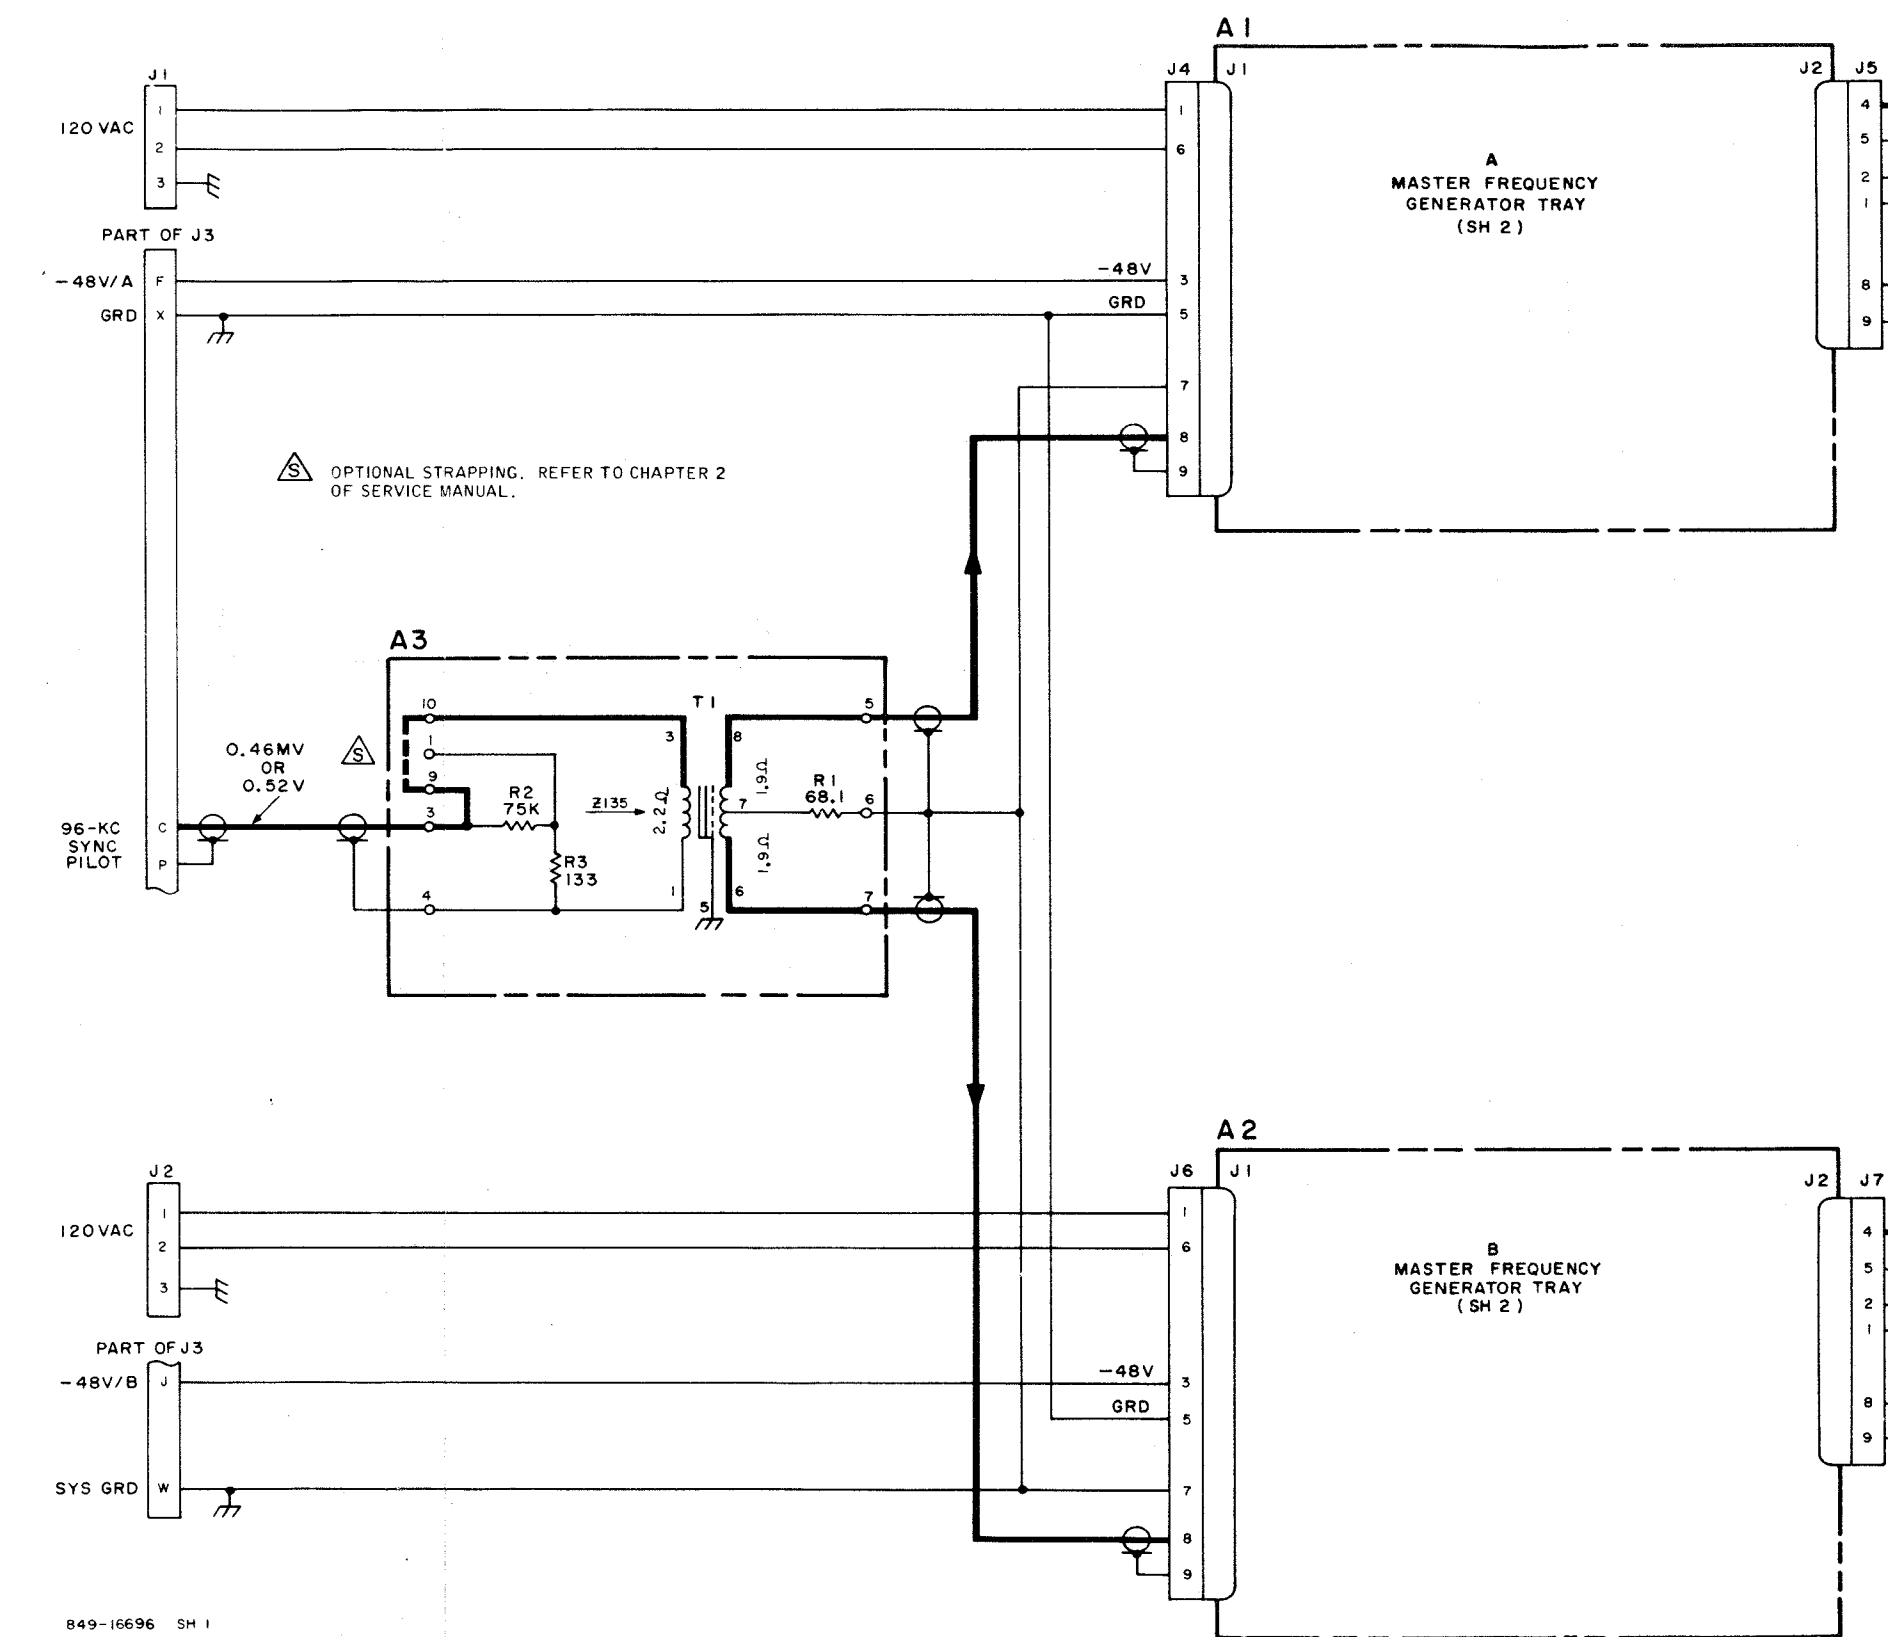 A1
J1
J4 J1
J2 J5
1
120 VAC
2
3
1
6
A
MASTER FREQUENCY
GENERATOR TRAY
(SH 2)
4
5
2
1
8
9
PART OF J3
-48V/A F
GRD X
-48V
3
GRD
5
7
8
9
S OPTIONAL STRAPPING. REFER TO CHAPTER 2
OF SERVICE MANUAL.
A3
10
T1
5
3
8
1
0.46MV
OR
0.52V
S
9
R2
75K
Z135
2.2Ω
1.9Ω
7
R1
68.1
6
3
96-KC
SYNC
PILOT
C
P
R3
133
1.9Ω
4
1
5
6
7
A2
J2
J6 J1
J2 J7
1
120VAC
2
3
1
6
B
MASTER FREQUENCY
GENERATOR TRAY
(SH 2)
4
5
2
1
8
9
PART OF J3
-48V/B J
-48V
3
GRD
5
SYS GRD W
7
8
9
849-16696 SH 1